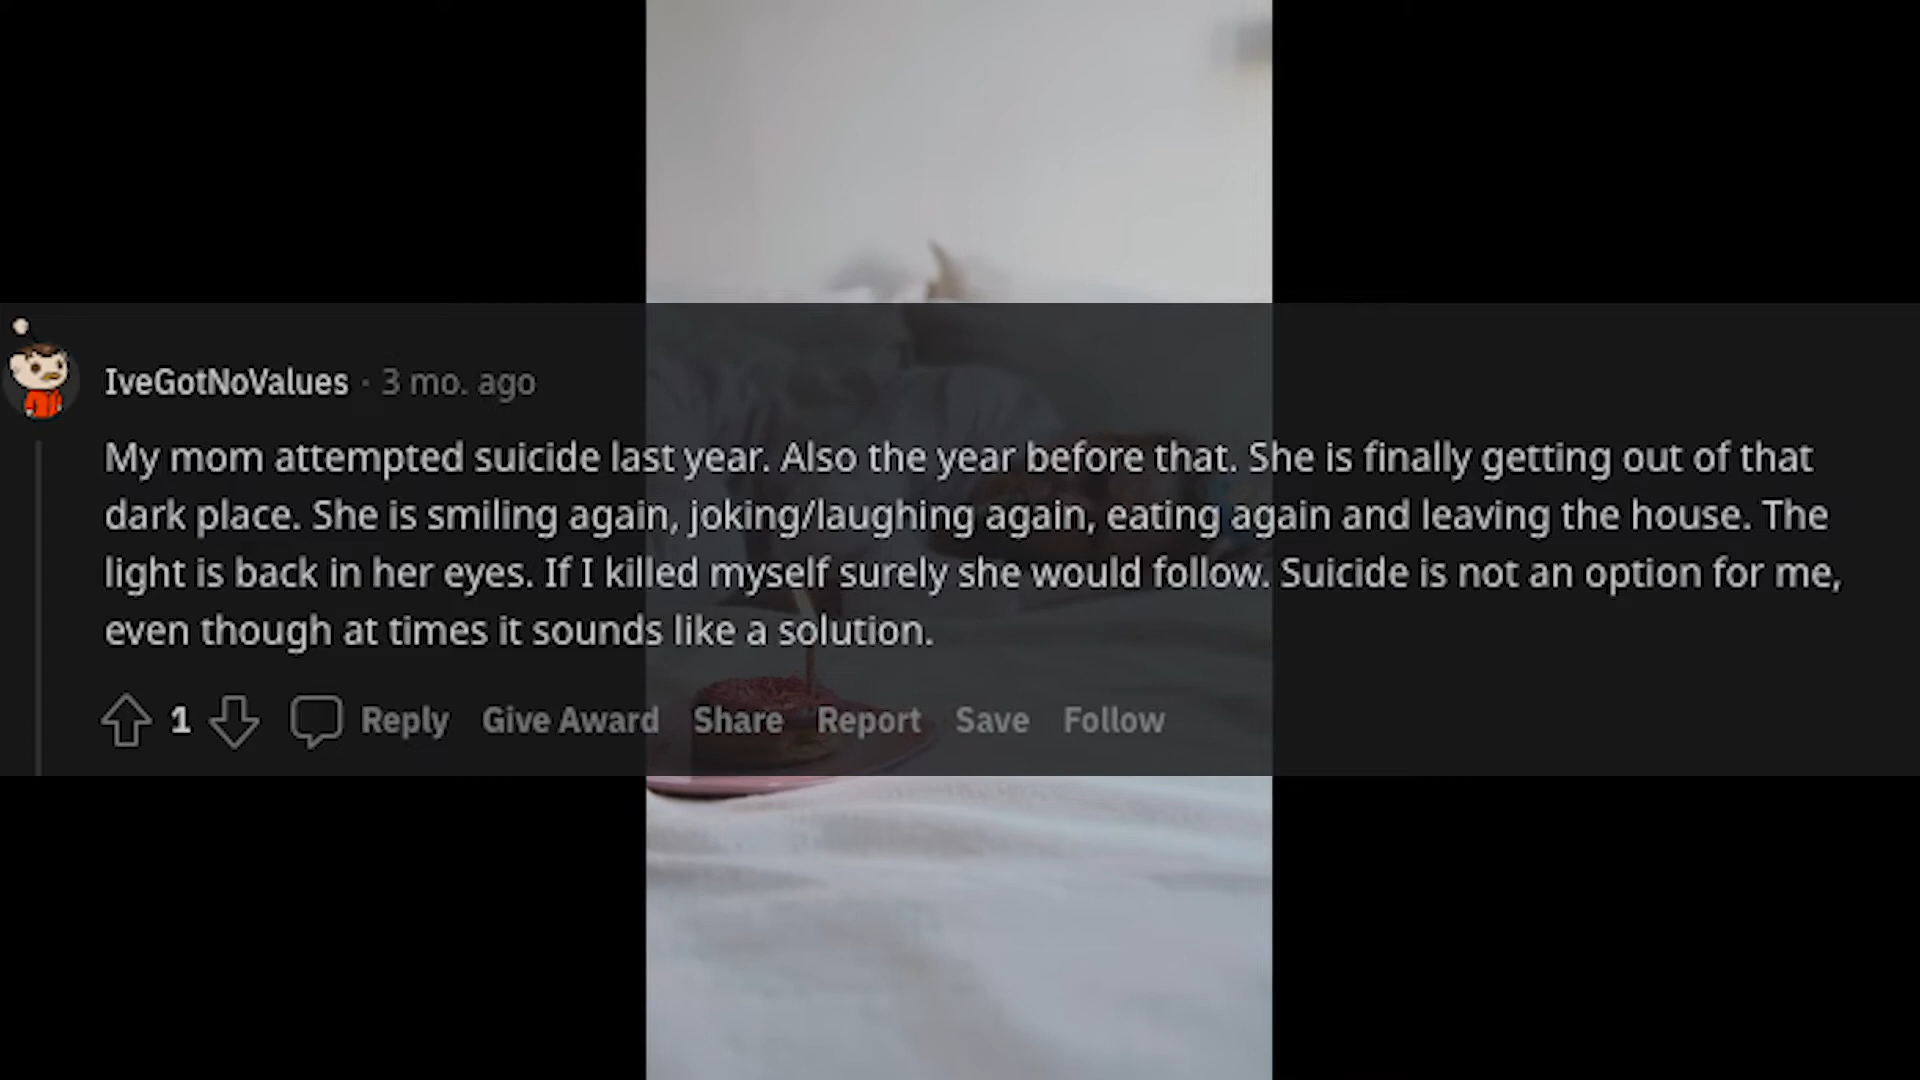 IveGotNoValues · 3 mo. ago
My mom attempted suicide last year. Also the year before that. She is finally getting out of that
dark place. She is smiling again, joking/laughing again, eating again and leaving the house. The
light is back in her eyes. If I killed myself surely she would follow. Suicide is not an option for me,
even though at times it sounds like a solution.
1 Reply Give Award Share Report Save Follow